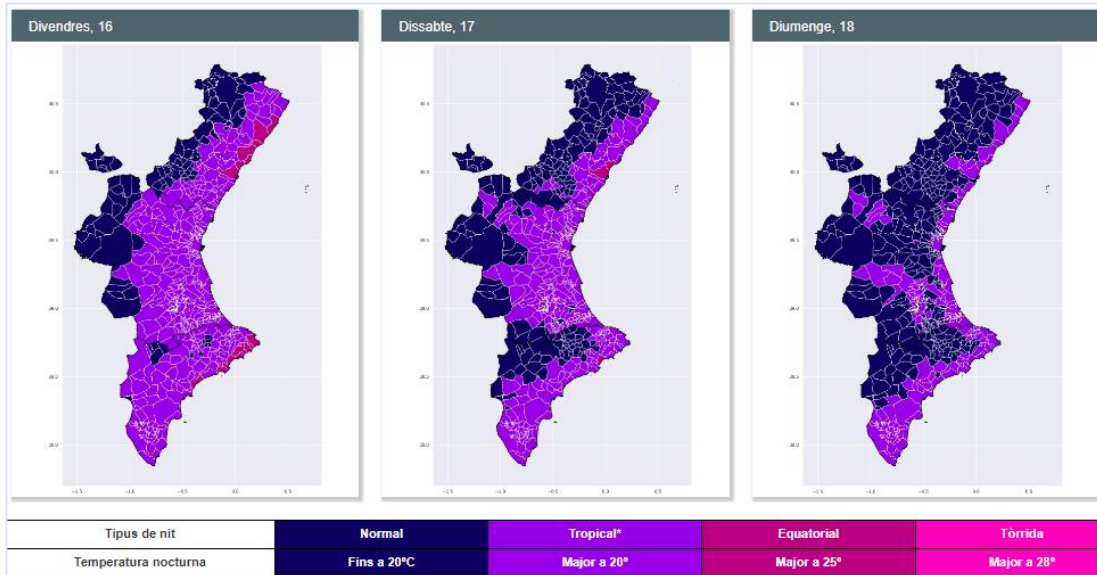 Divendres, 16
Dissabte, 17
Diumenge, 18
Tipus de nit Normal Tropical* Equatorial Tòrrida
Temperatura nocturna Fins a 20ºC Major a 20º Major a 25º Major a 28º